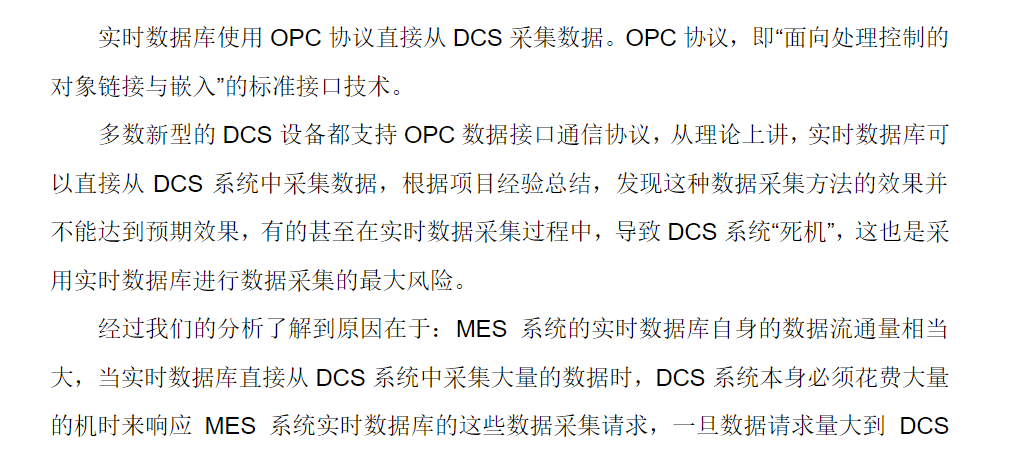 实时数据库使用 OPC 协议直接从 DCS 采集数据。OPC 协议，即“面向处理控制的
对象链接与嵌入”的标准接口技术。
多数新型的 DCS 设备都支持 OPC 数据接口通信协议，从理论上讲，实时数据库可
以直接从 DCS 系统中采集数据，根据项目经验总结，发现这种数据采集方法的效果并
不能达到预期效果，有的甚至在实时数据采集过程中，导致 DCS 系统“死机”，这也是采
用实时数据库进行数据采集的最大风险。
经过我们的分析了解到原因在于：MES 系统的实时数据库自身的数据流通量相当
大，当实时数据库直接从 DCS 系统中采集大量的数据时，DCS 系统本身必须花费大量
的机时来响应 MES 系统实时数据库的这些数据采集请求，一旦数据请求量大到 DCS